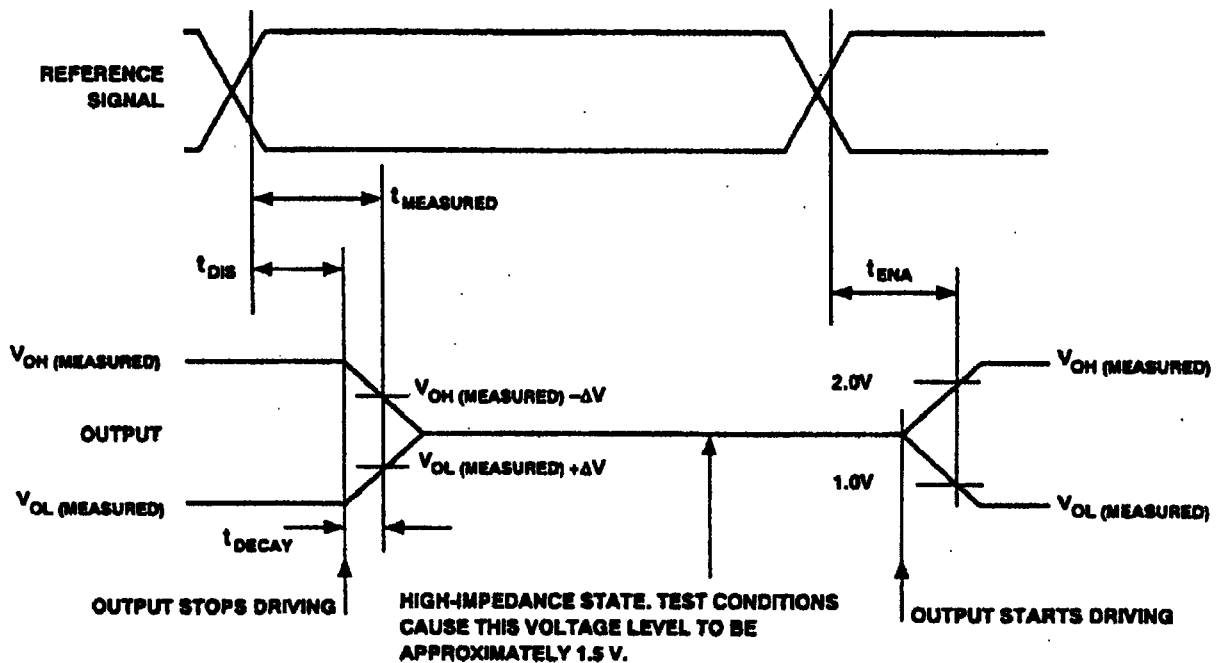 REFERENCE
SIGNAL
tMEASURED
tDIS
tENA
VOH (MEASURED)
VOH (MEASURED) –ΔV
2.0V
VOH (MEASURED)
OUTPUT
VOL (MEASURED) +ΔV
1.0V
VOL (MEASURED)
VOL (MEASURED)
tDECAY
OUTPUT STOPS DRIVING
HIGH-IMPEDANCE STATE. TEST CONDITIONS
CAUSE THIS VOLTAGE LEVEL TO BE
APPROXIMATELY 1.5 V.
OUTPUT STARTS DRIVING